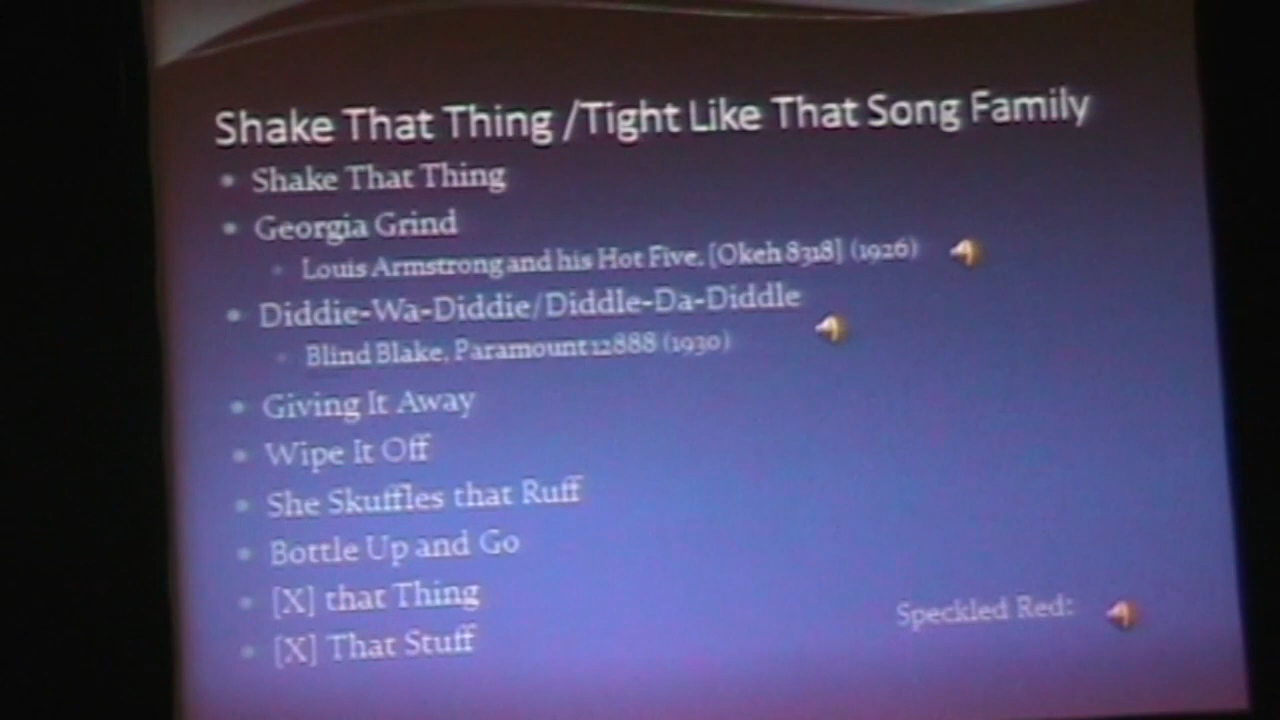 Shake That Thing /Tight Like That Song Family
• Shake That Thing
• Georgia Grind
• Louis Armstrong and his Hot Five. [Okeh 8318] (1926)
• Diddie-Wa-Diddie/Diddle-Da-Diddle
• Blind Blake, Paramount 12888 (1930)
• Giving It Away
• Wipe It Off
• She Skuffles that Ruff
• Bottle Up and Go
• [X] that Thing
• [X] That Stuff
Speckled Red: